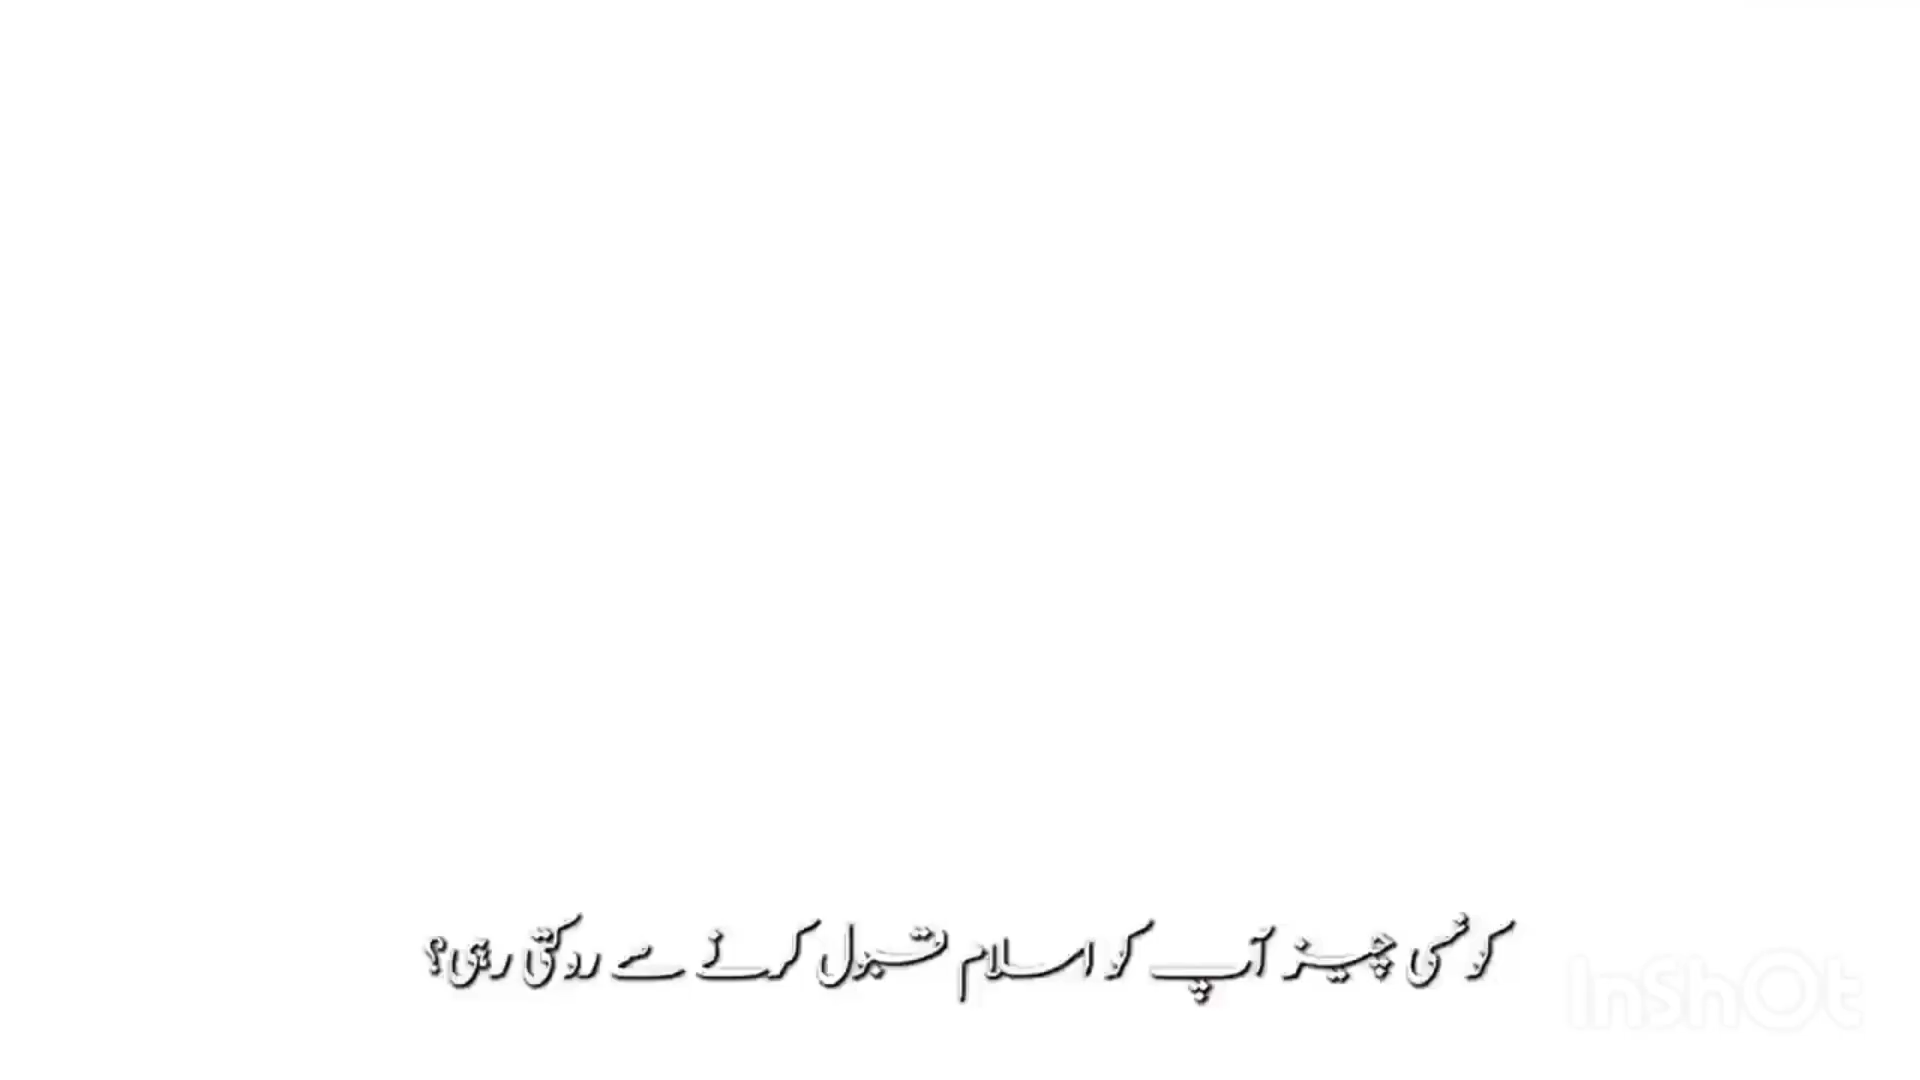 کونسی چیز آپ کو اسلام قبول کرنے سے روکتی رہی؟
InShOt